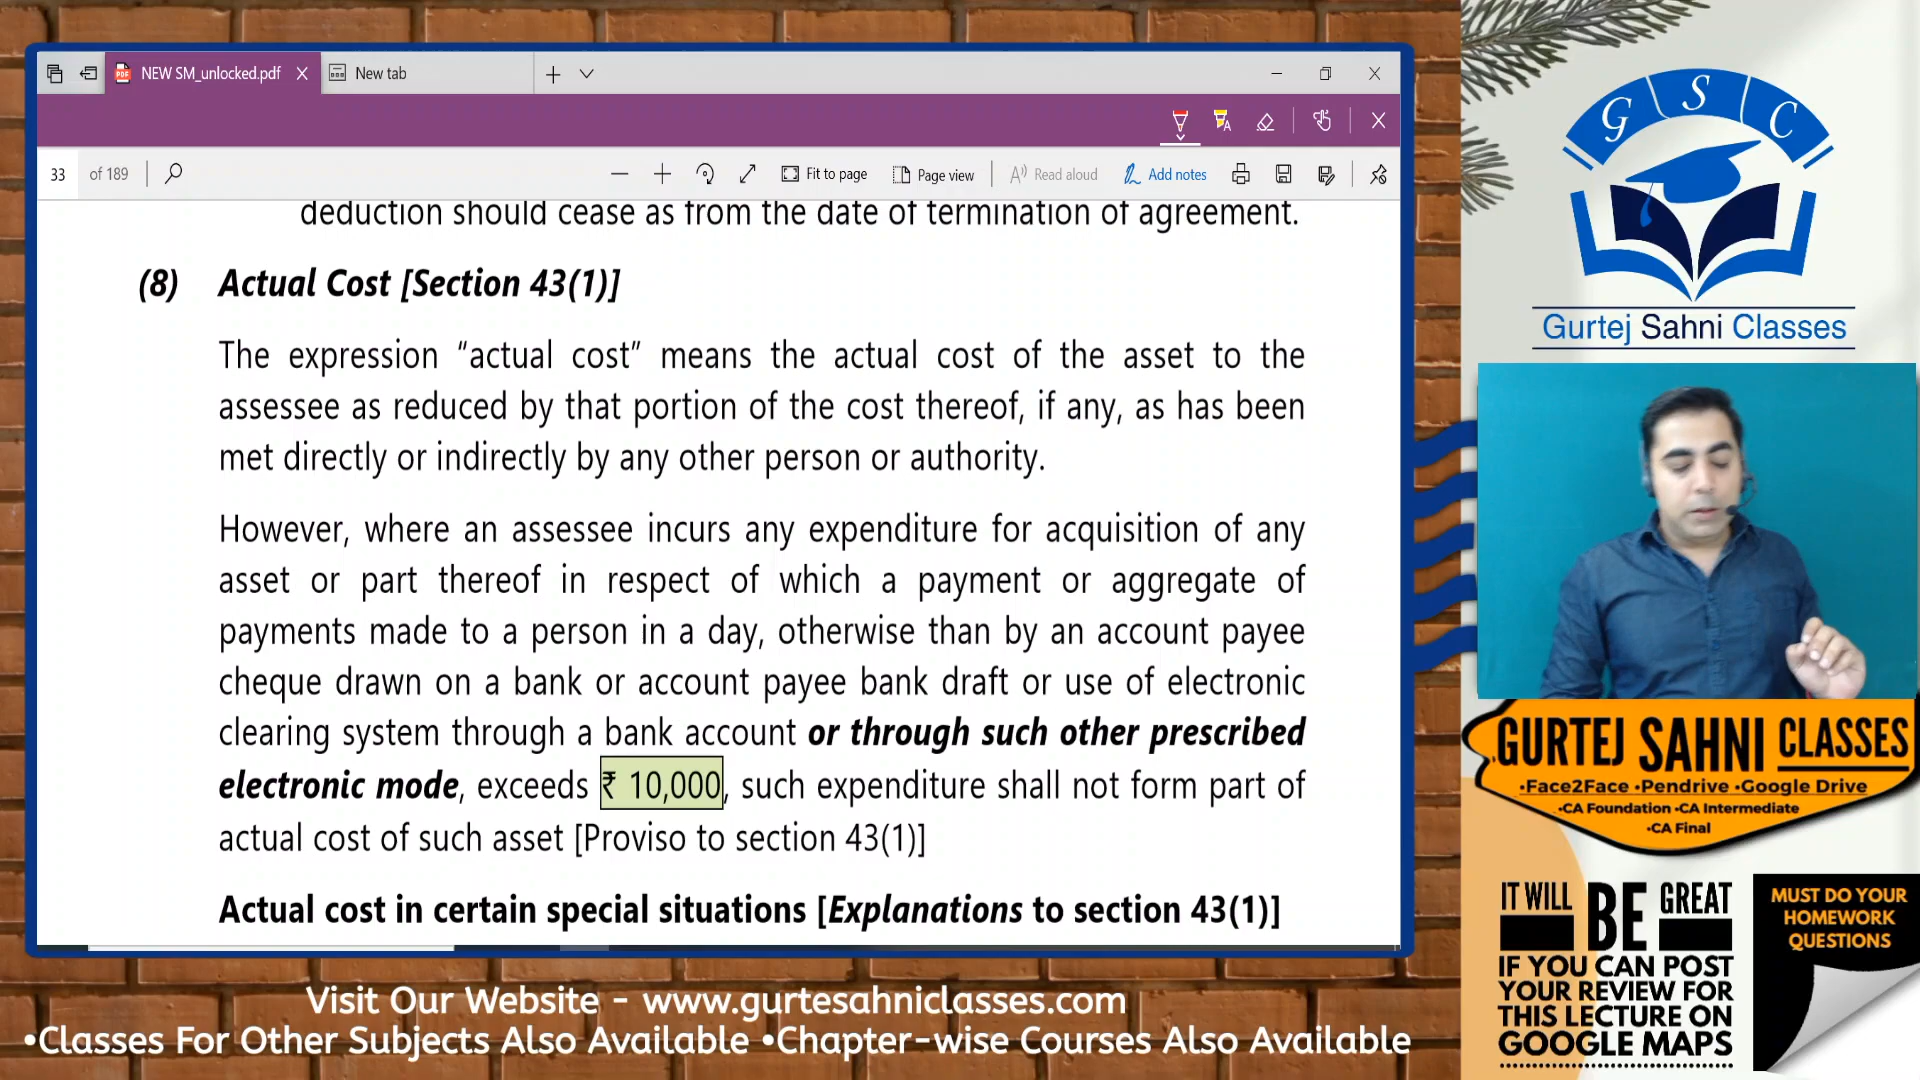 NEW SM_unlocked.pdf
New tab
33 of 189
Fit to page
Page view
Read aloud
Add notes
deduction should cease as from the date of termination of agreement.
(8) Actual Cost [Section 43(1)]
The expression “actual cost” means the actual cost of the asset to the
assessee as reduced by that portion of the cost thereof, if any, as has been
met directly or indirectly by any other person or authority.
However, where an assessee incurs any expenditure for acquisition of any
asset or part thereof in respect of which a payment or aggregate of
payments made to a person in a day, otherwise than by an account payee
cheque drawn on a bank or account payee bank draft or use of electronic
clearing system through a bank account or through such other prescribed
electronic mode, exceeds ₹ 10,000, such expenditure shall not form part of
actual cost of such asset [Proviso to section 43(1)]
Actual cost in certain special situations [Explanations to section 43(1)]
GSC
Gurtej Sahni Classes
GURTEJ SAHNI CLASSES
•Face2Face •Pendrive •Google Drive
•CA Foundation •CA Intermediate
•CA Final
IT WILL BE GREAT
IF YOU CAN POST
YOUR REVIEW FOR
THIS LECTURE ON
GOOGLE MAPS
MUST DO YOUR
HOMEWORK
QUESTIONS
Visit Our Website - www.gurtesahniclasses.com
•Classes For Other Subjects Also Available •Chapter-wise Courses Also Available